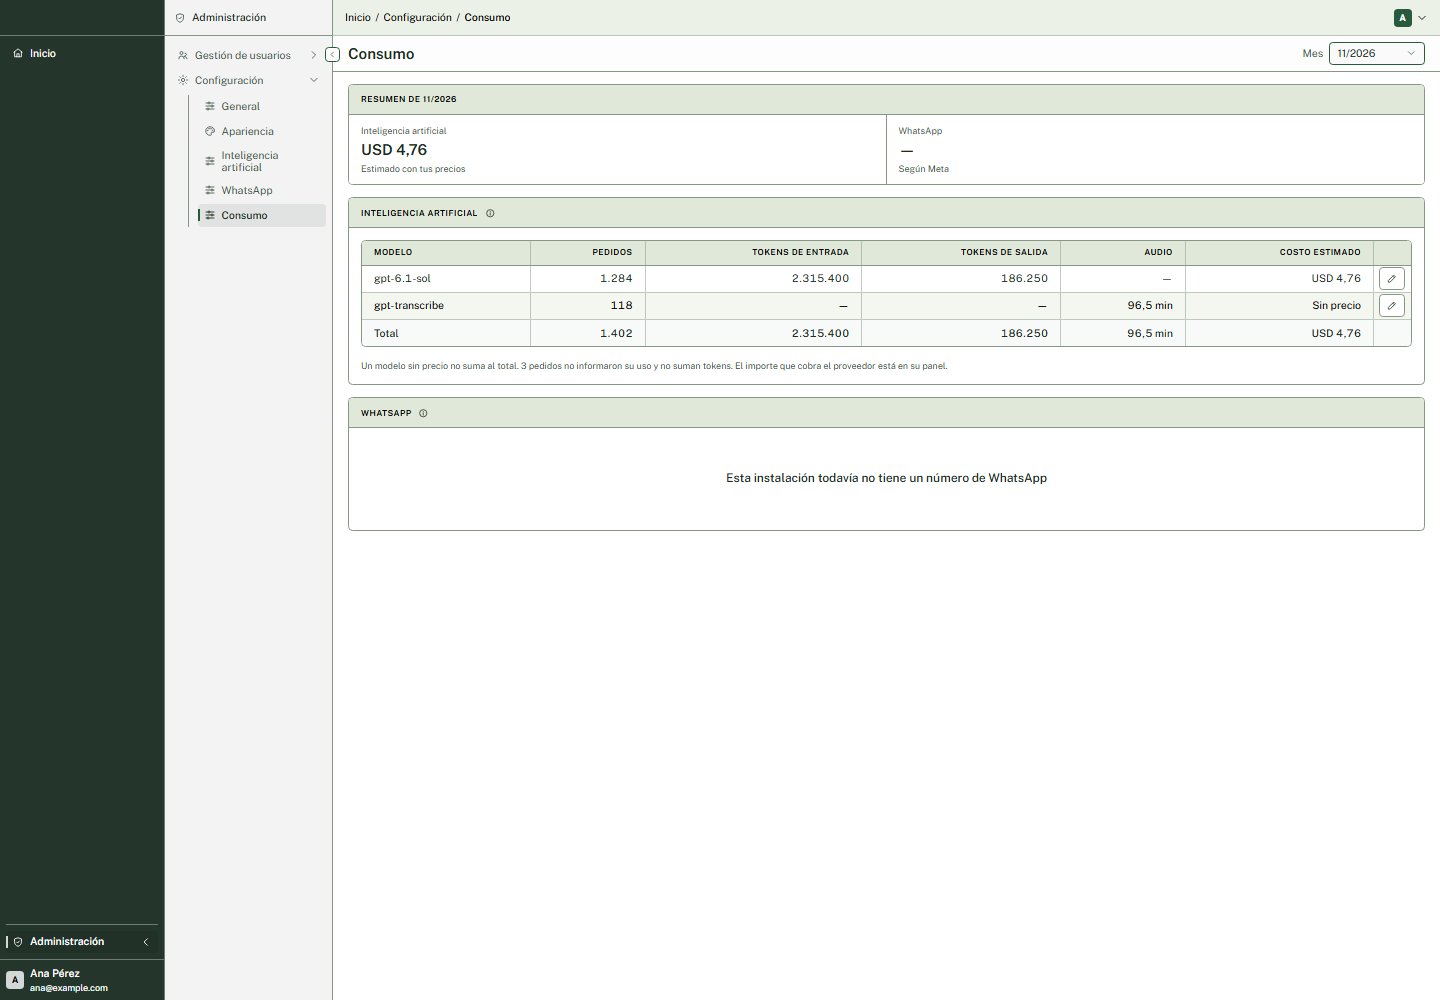 Administración
Inicio / Configuración / Consumo
A
Inicio
Gestión de usuarios
Configuración
General
Apariencia
Inteligencia
artificial
WhatsApp
Consumo
Consumo
Mes
11/2026
RESUMEN DE 11/2026
Inteligencia artificial
USD 4,76
Estimado con tus precios
WhatsApp
—
Según Meta
INTELIGENCIA ARTIFICIAL
MODELO PEDIDOS TOKENS DE ENTRADA TOKENS DE SALIDA AUDIO COSTO ESTIMADO
gpt-6.1-sol 1.284 2.315.400 186.250 — USD 4,76
gpt-transcribe 118 — — 96,5 min Sin precio
Total 1.402 2.315.400 186.250 96,5 min USD 4,76
Un modelo sin precio no suma al total. 3 pedidos no informaron su uso y no suman tokens. El importe que cobra el proveedor está en su panel.
WHATSAPP
Esta instalación todavía no tiene un número de WhatsApp
Administración
A
Ana Pérez
ana@example.com